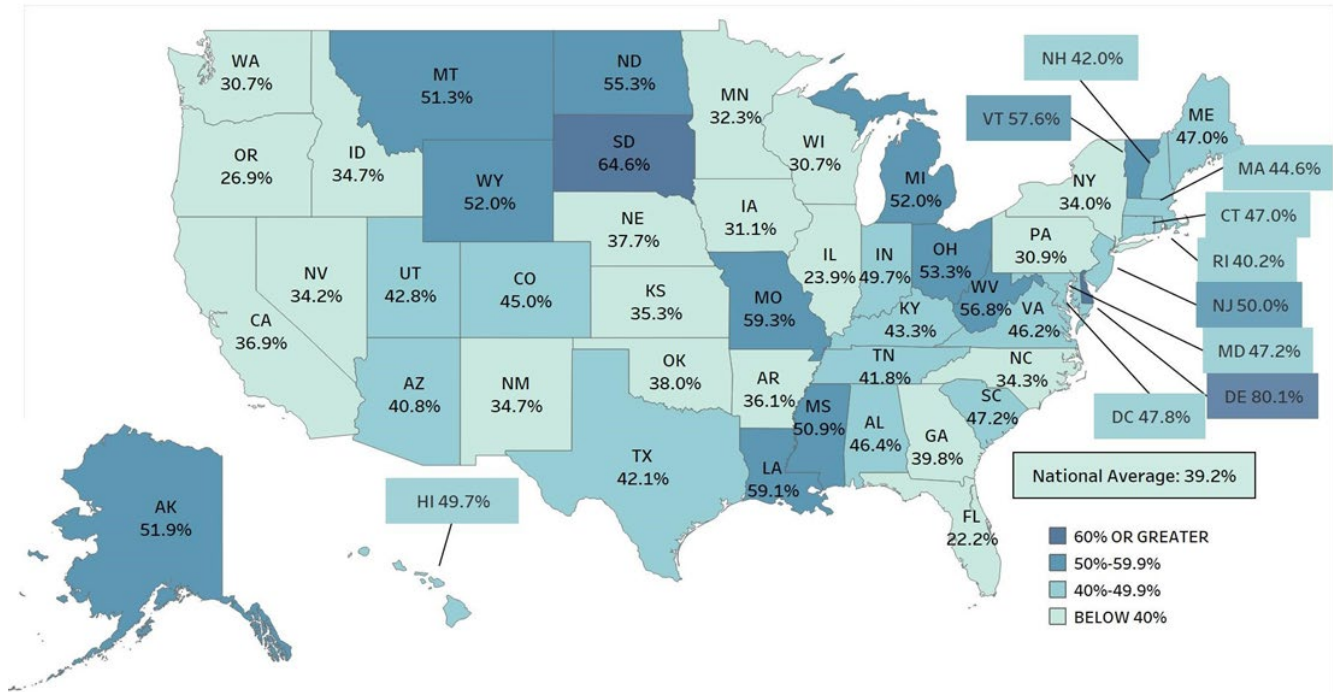 WA
30.7%
MT
51.3%
ND
55.3%
MN
32.3%
NH 42.0%
VT 57.6%
ME
47.0%
OR
26.9%
ID
34.7%
WY
52.0%
SD
64.6%
WI
30.7%
MI
52.0%
NY
34.0%
MA 44.6%
CT 47.0%
RI 40.2%
NJ 50.0%
MD 47.2%
DE 80.1%
DC 47.8%
NV
34.2%
UT
42.8%
CO
45.0%
NE
37.7%
IA
31.1%
IL
23.9%
IN
49.7%
OH
53.3%
PA
30.9%
WV
56.8%
VA
46.2%
CA
36.9%
KS
35.3%
MO
59.3%
KY
43.3%
AZ
40.8%
NM
34.7%
OK
38.0%
AR
36.1%
TN
41.8%
NC
34.3%
SC
47.2%
TX
42.1%
LA
59.1%
MS
50.9%
AL
46.4%
GA
39.8%
FL
22.2%
AK
51.9%
HI 49.7%
National Average: 39.2%
60% OR GREATER
50%-59.9%
40%-49.9%
BELOW 40%